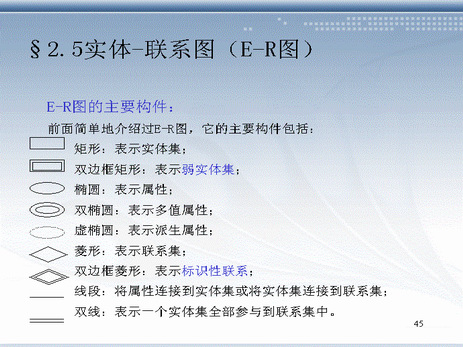 §2.5实体-联系图（E-R图）
E-R图的主要构件：
前面简单地介绍过E-R图，它的主要构件包括：
矩形：表示实体集；
双边框矩形：表示弱实体集；
椭圆：表示属性；
双椭圆：表示多值属性；
虚椭圆：表示派生属性；
菱形：表示联系集；
双边框菱形：表示标识性联系；
线段：将属性连接到实体集或将实体集连接到联系集；
双线：表示一个实体集全部参与到联系集中。
45